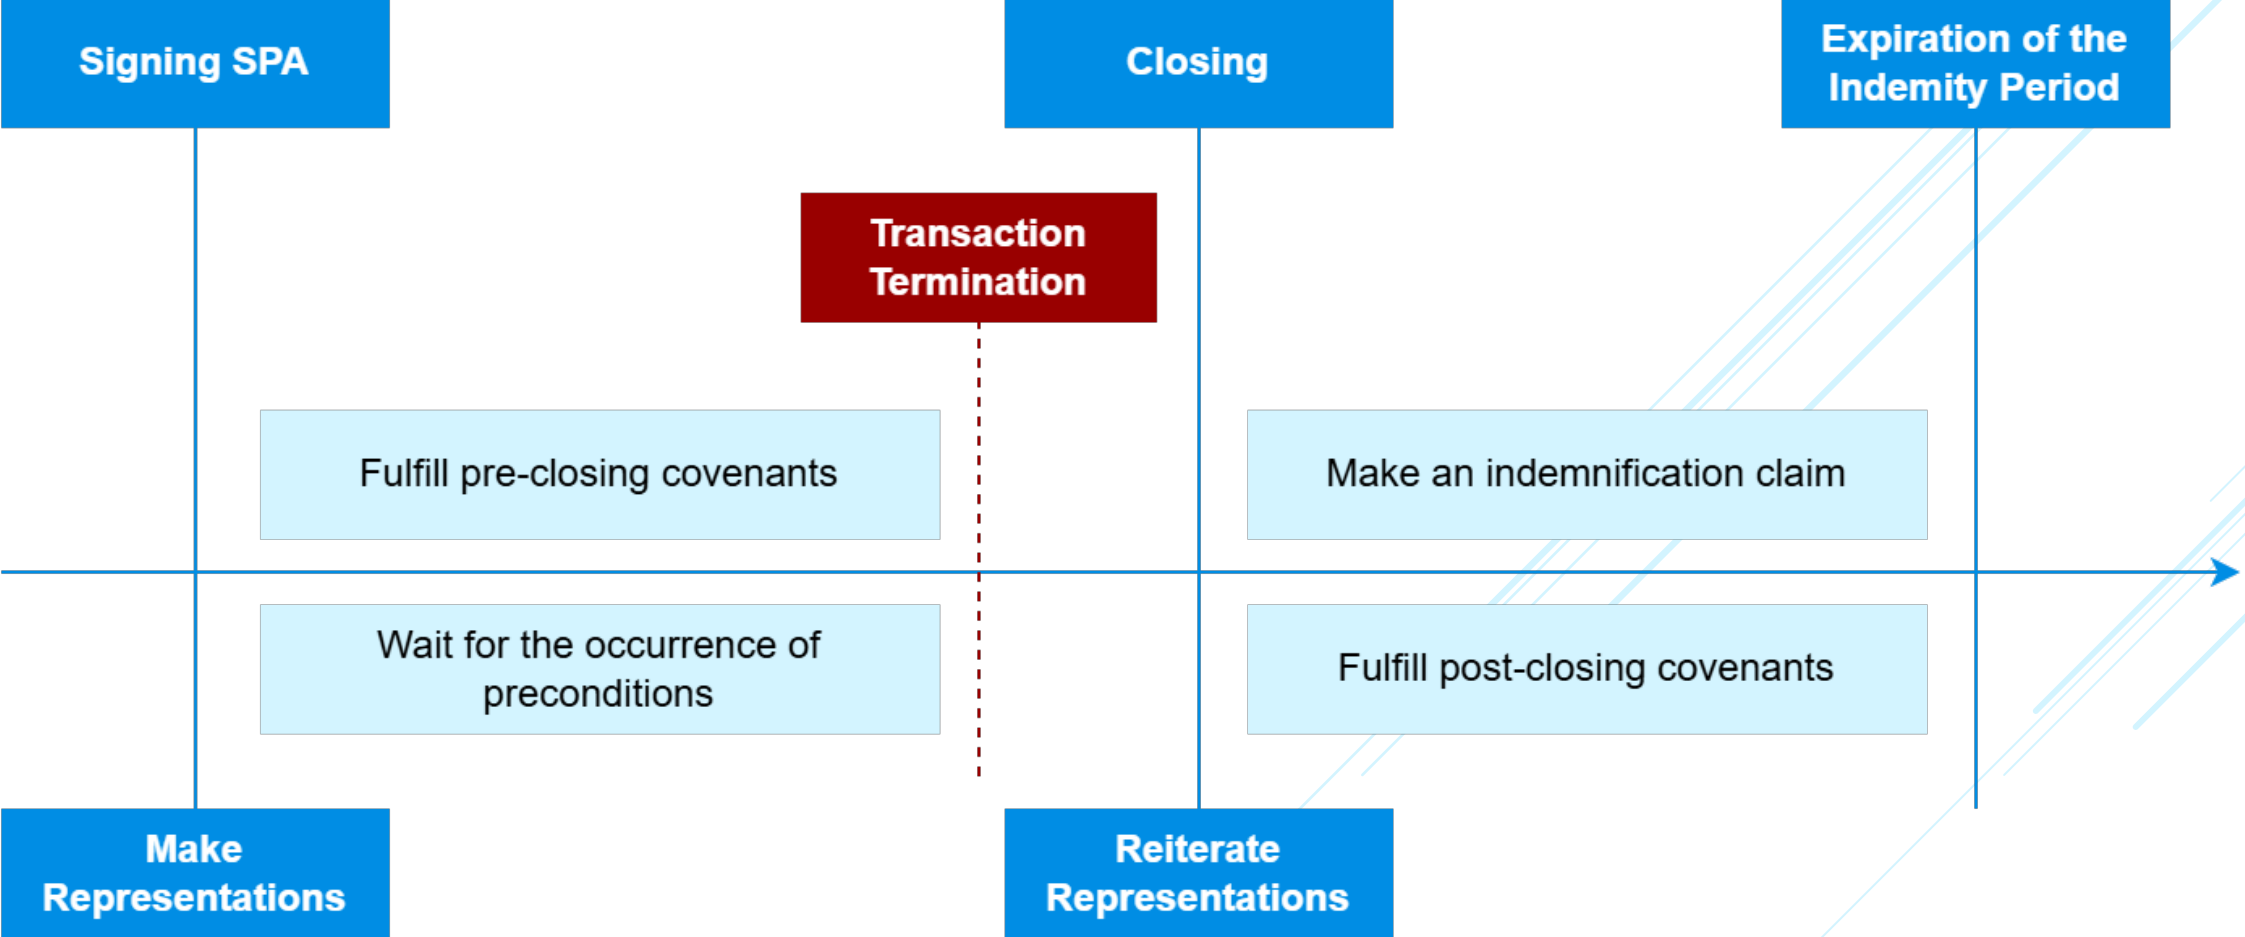 Signing SPA
Closing
Expiration of the
Indemity Period
Transaction
Termination
Fulfill pre-closing covenants
Make an indemnification claim
Wait for the occurrence of
preconditions
Fulfill post-closing covenants
Make
Representations
Reiterate
Representations